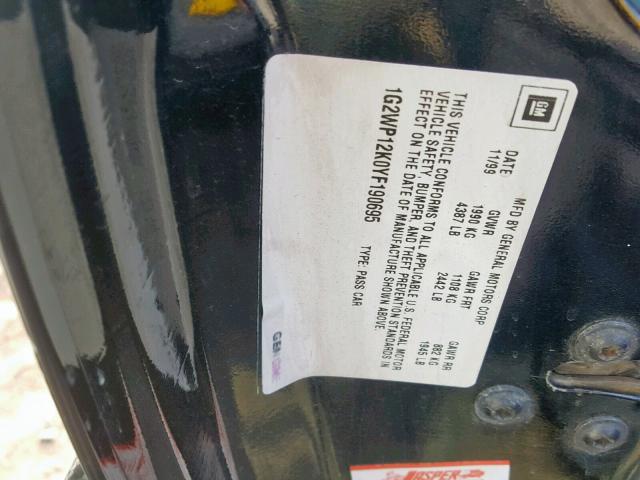 GM
MFD BY GENERAL MOTORS CORP
DATE GVWR GAWR FRT GAWR RR
11/99 1990 KG 1108 KG 882 KG
4387 LB 2442 LB 1945 LB
THIS VEHICLE CONFORMS TO ALL APPLICABLE U.S. FEDERAL MOTOR
VEHICLE SAFETY, BUMPER, AND THEFT PREVENTION STANDARDS IN
EFFECT ON THE DATE OF MANUFACTURE SHOWN ABOVE.
1G2WP12K0YF190695 TYPE: PASS CAR
JASPER